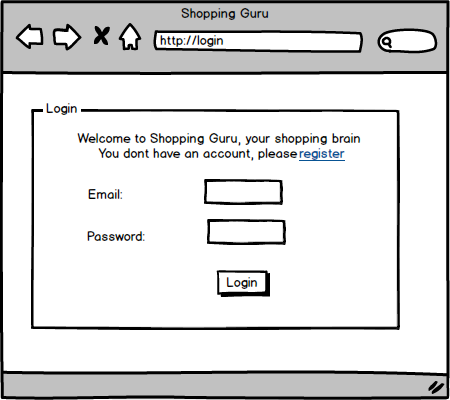 Shopping Guru
http://login
Login
Welcome to Shopping Guru, your shopping brain
You dont have an account, please register
Email:
Password:
Login